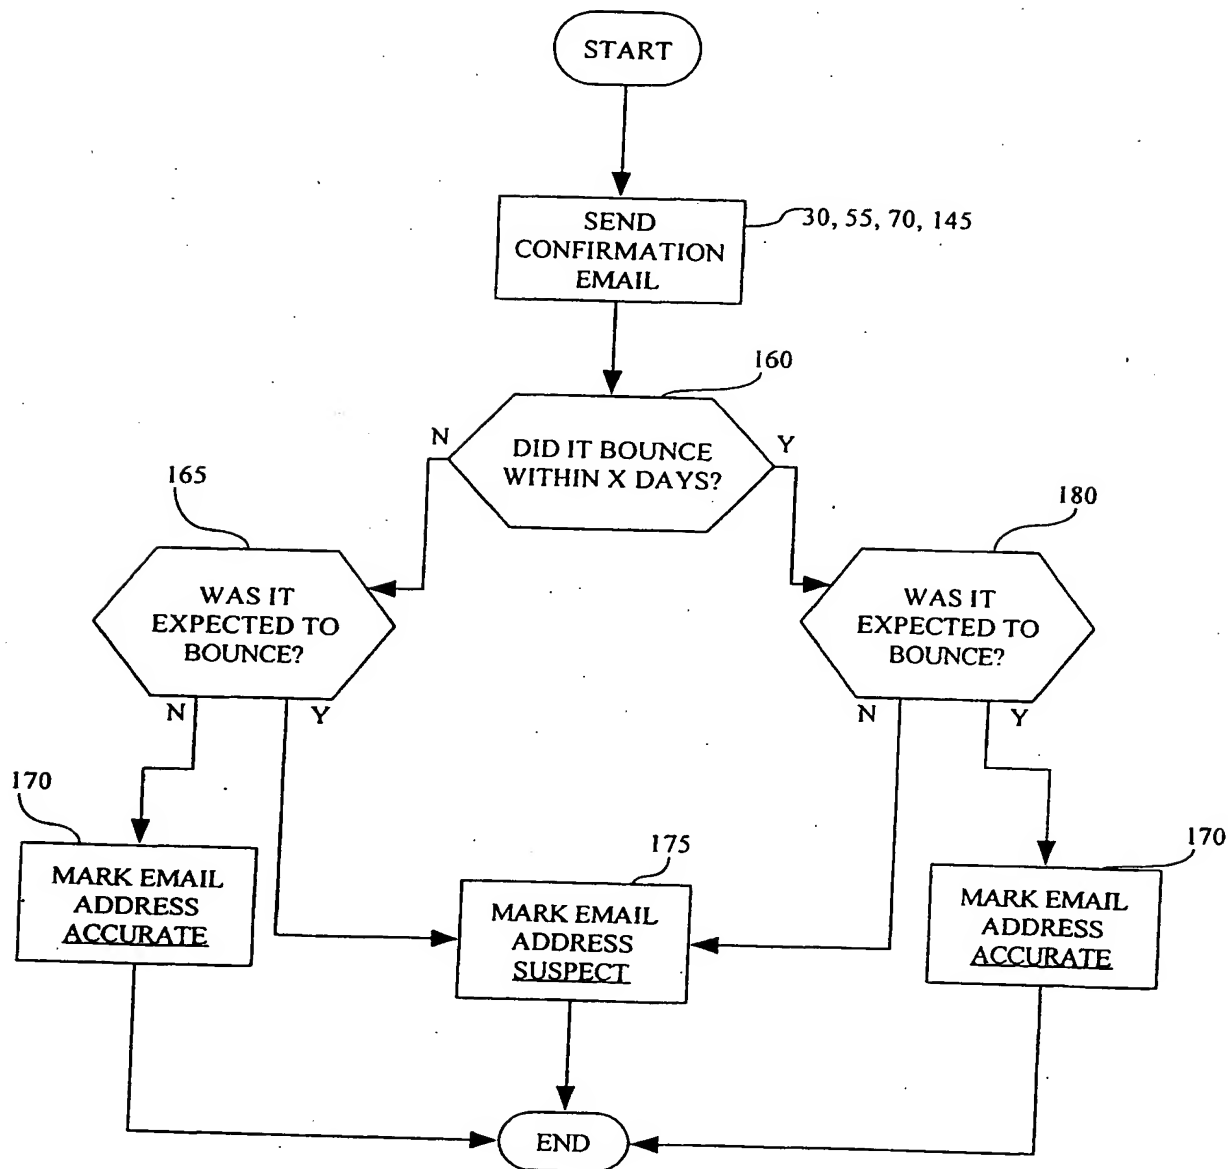 START
SEND
CONFIRMATION
EMAIL
30, 55, 70, 145
160
DID IT BOUNCE
WITHIN X DAYS?
N
Y
165
WAS IT
EXPECTED TO
BOUNCE?
N
Y
180
WAS IT
EXPECTED TO
BOUNCE?
N
Y
170
MARK EMAIL
ADDRESS
ACCURATE
175
MARK EMAIL
ADDRESS
SUSPECT
170
MARK EMAIL
ADDRESS
ACCURATE
END